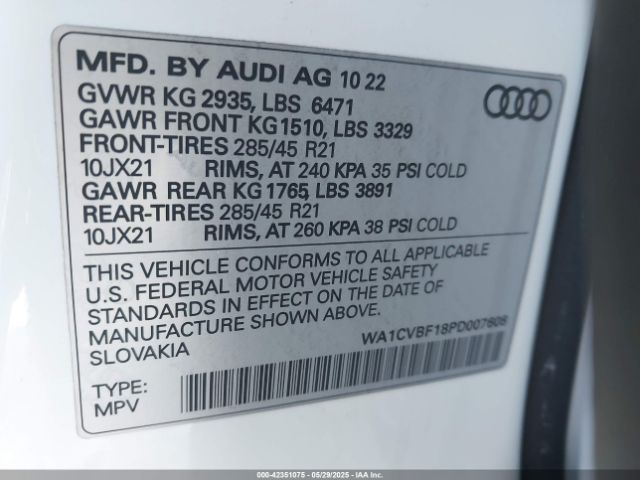 MFD. BY AUDI AG 10 22
GVWR KG 2935, LBS 6471
GAWR FRONT KG 1510, LBS 3329
FRONT-TIRES 285/45 R21
10JX21 RIMS, AT 240 KPA 35 PSI COLD
GAWR REAR KG 1765, LBS 3891
REAR-TIRES 285/45 R21
10JX21 RIMS, AT 260 KPA 38 PSI COLD
THIS VEHICLE CONFORMS TO ALL APPLICABLE
U.S. FEDERAL MOTOR VEHICLE SAFETY
STANDARDS IN EFFECT ON THE DATE OF
MANUFACTURE SHOWN ABOVE.
SLOVAKIA
WA1CVBF18PD007608
TYPE:
MPV
000-42351075 - 05/29/2025 - IAA, Inc